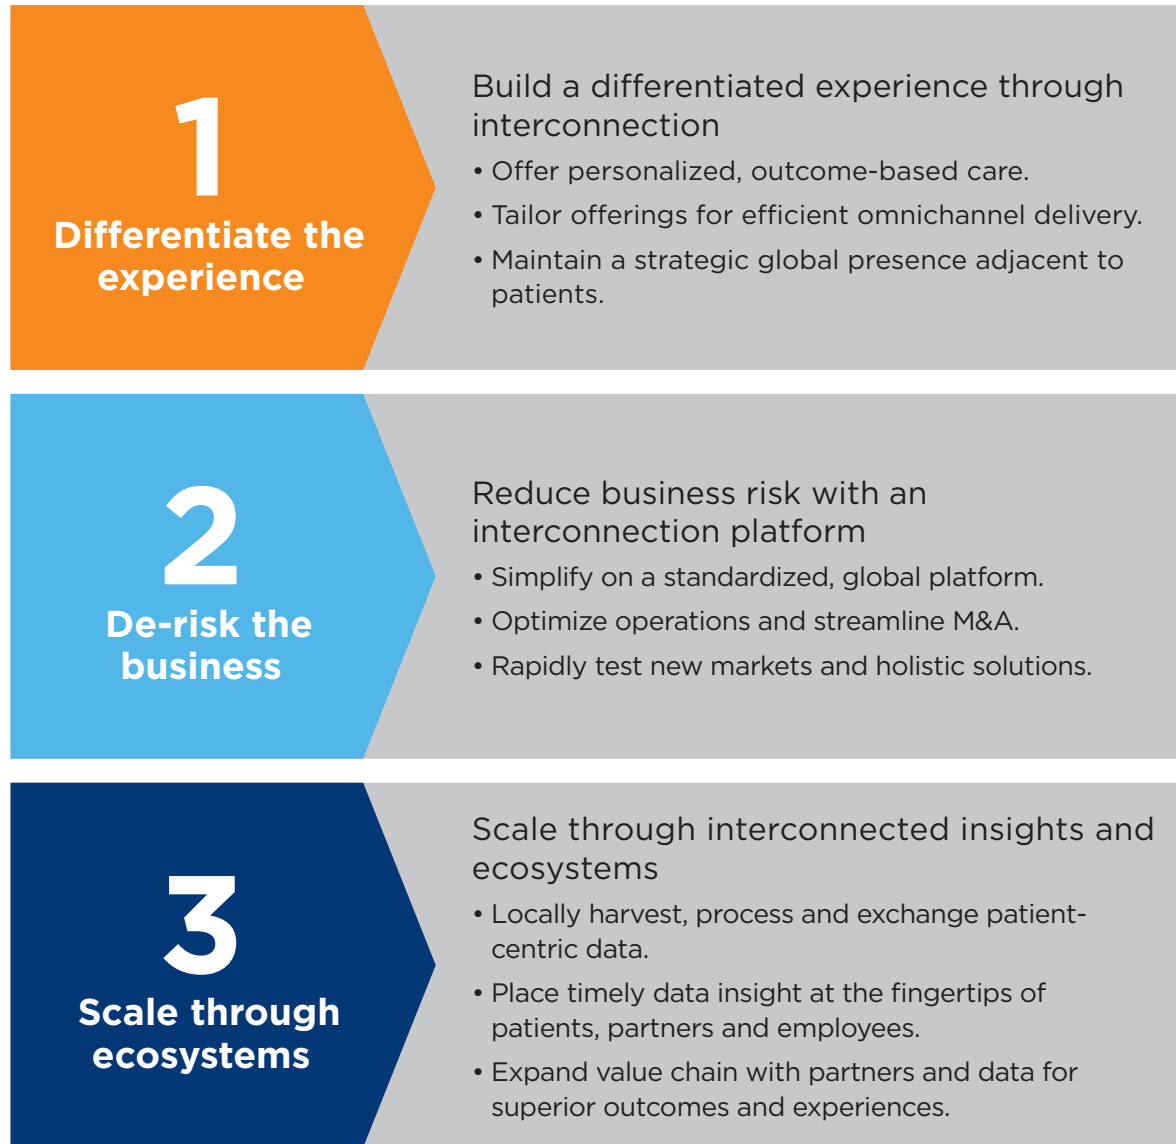 1
Differentiate the
experience
Build a differentiated experience through
interconnection
• Offer personalized, outcome-based care.
• Tailor offerings for efficient omnichannel delivery.
• Maintain a strategic global presence adjacent to
patients.
2
De-risk the
business
Reduce business risk with an
interconnection platform
• Simplify on a standardized, global platform.
• Optimize operations and streamline M&A.
• Rapidly test new markets and holistic solutions.
3
Scale through
ecosystems
Scale through interconnected insights and
ecosystems
• Locally harvest, process and exchange patient-
centric data.
• Place timely data insight at the fingertips of
patients, partners and employees.
• Expand value chain with partners and data for
superior outcomes and experiences.